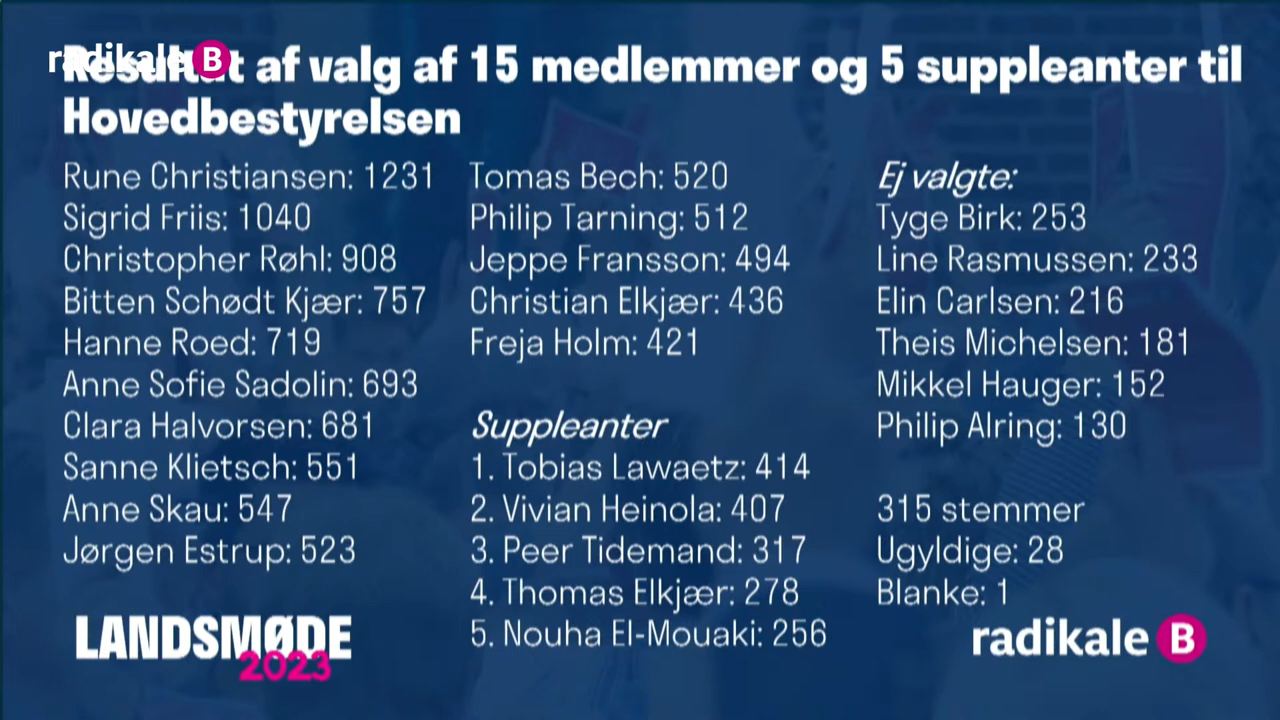 radikale B
Resultat af valg af 15 medlemmer og 5 suppleanter til
Hovedbestyrelsen
Rune Christiansen: 1231
Sigrid Friis: 1040
Christopher Røhl: 908
Bitten Schødt Kjær: 757
Hanne Roed: 719
Anne Sofie Sadolin: 693
Clara Halvorsen: 681
Sanne Klietsch: 551
Anne Skau: 547
Jørgen Estrup: 523
Tomas Bech: 520
Philip Tarning: 512
Jeppe Fransson: 494
Christian Elkjær: 436
Freja Holm: 421
Suppleanter
1. Tobias Lawaetz: 414
2. Vivian Heinola: 407
3. Peer Tidemand: 317
4. Thomas Elkjær: 278
5. Nouha El-Mouaki: 256
Ej valgte:
Tyge Birk: 253
Line Rasmussen: 233
Elin Carlsen: 216
Theis Michelsen: 181
Mikkel Hauger: 152
Philip Alring: 130
315 stemmer
Ugyldige: 28
Blanke: 1
LANDSMØDE
2023
radikale B